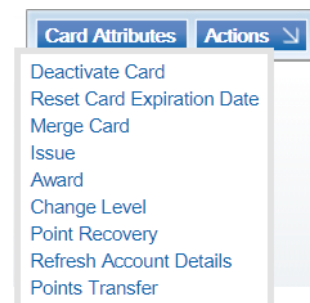 Card Attributes Actions
Deactivate Card
Reset Card Expiration Date
Merge Card
Issue
Award
Change Level
Point Recovery
Refresh Account Details
Points Transfer